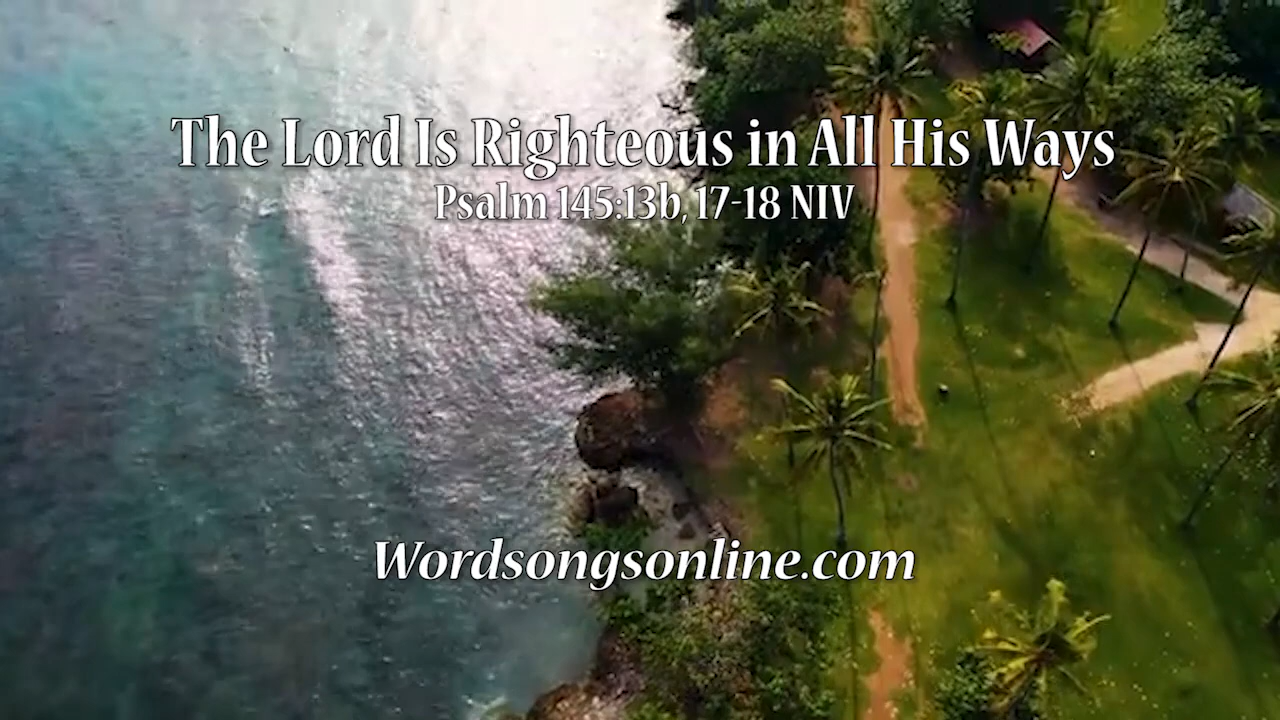 The Lord Is Righteous in All His Ways
Psalm 145:13b, 17-18 NIV
Wordsongsonline.com